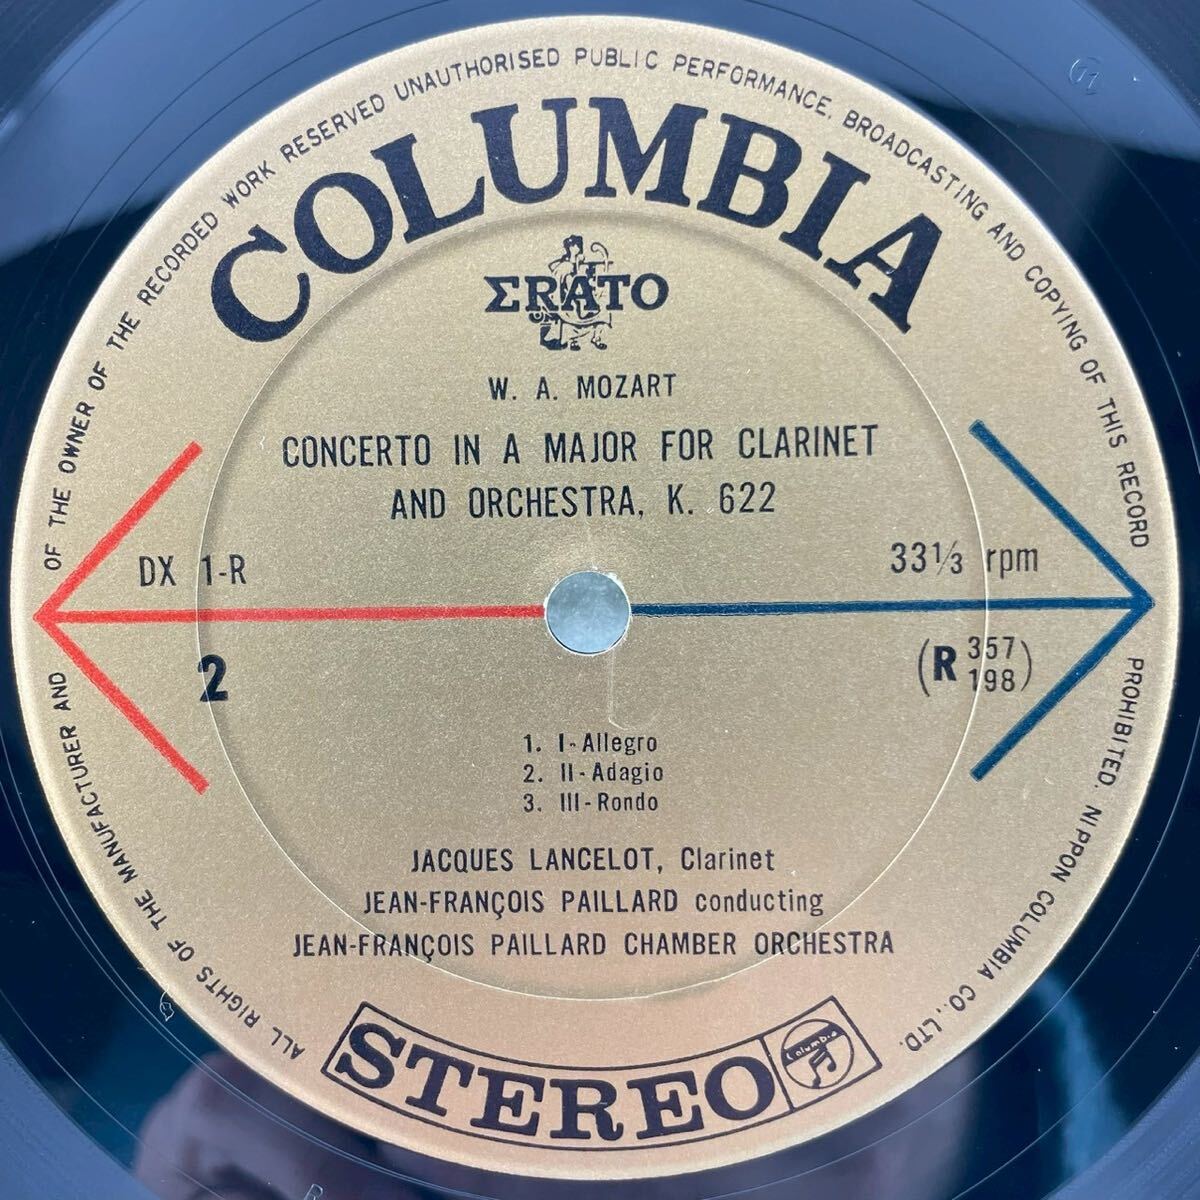 ALL RIGHTS OF THE MANUFACTURER AND OF THE OWNER OF THE RECORDED WORK RESERVED UNAUTHORISED PUBLIC PERFORMANCE, BROADCASTING AND COPYING OF THIS RECORD PROHIBITED. NIPPON COLUMBIA CO., LTD.
COLUMBIA
ΣRATO
W. A. MOZART
CONCERTO IN A MAJOR FOR CLARINET
AND ORCHESTRA, K. 622
DX 1-R
33⅓ rpm
2
(R 357
198)
1. I - Allegro
2. II - Adagio
3. III - Rondo
JACQUES LANCELOT, Clarinet
JEAN-FRANÇOIS PAILLARD conducting
JEAN-FRANÇOIS PAILLARD CHAMBER ORCHESTRA
STEREO
Columbia